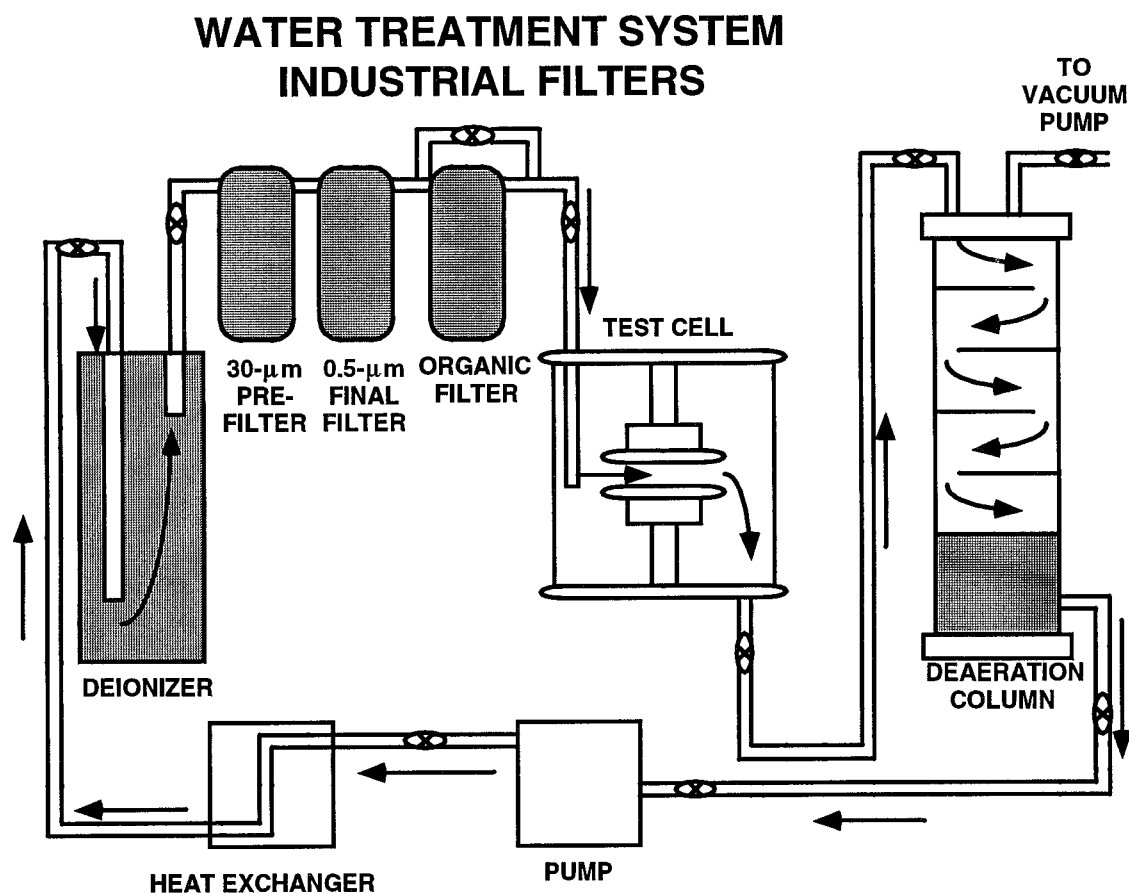 WATER TREATMENT SYSTEM
INDUSTRIAL FILTERS
TO
VACUUM
PUMP
TEST CELL
30-μm
PRE-
FILTER
0.5-μm
FINAL
FILTER
ORGANIC
FILTER
DEIONIZER
DEAERATION
COLUMN
HEAT EXCHANGER
PUMP